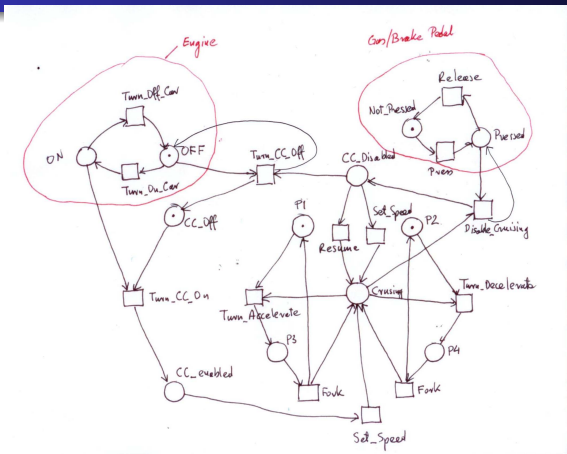 Engine
Gas/Brake Pedal
Turn_Off_Car
Release
Not_Pressed
ON
OFF
Turn_CC_Off
Pressed
Press
Turn_On_Car
CC_Disabled
CC_Off
P1
Set_Speed
P2
Disable_Cruising
Resume
Turn_CC_On
Crusing
Turn_Decelerate
Turn_Accelerate
P3
P4
CC_enabled
Fork
Fork
Set_Speed